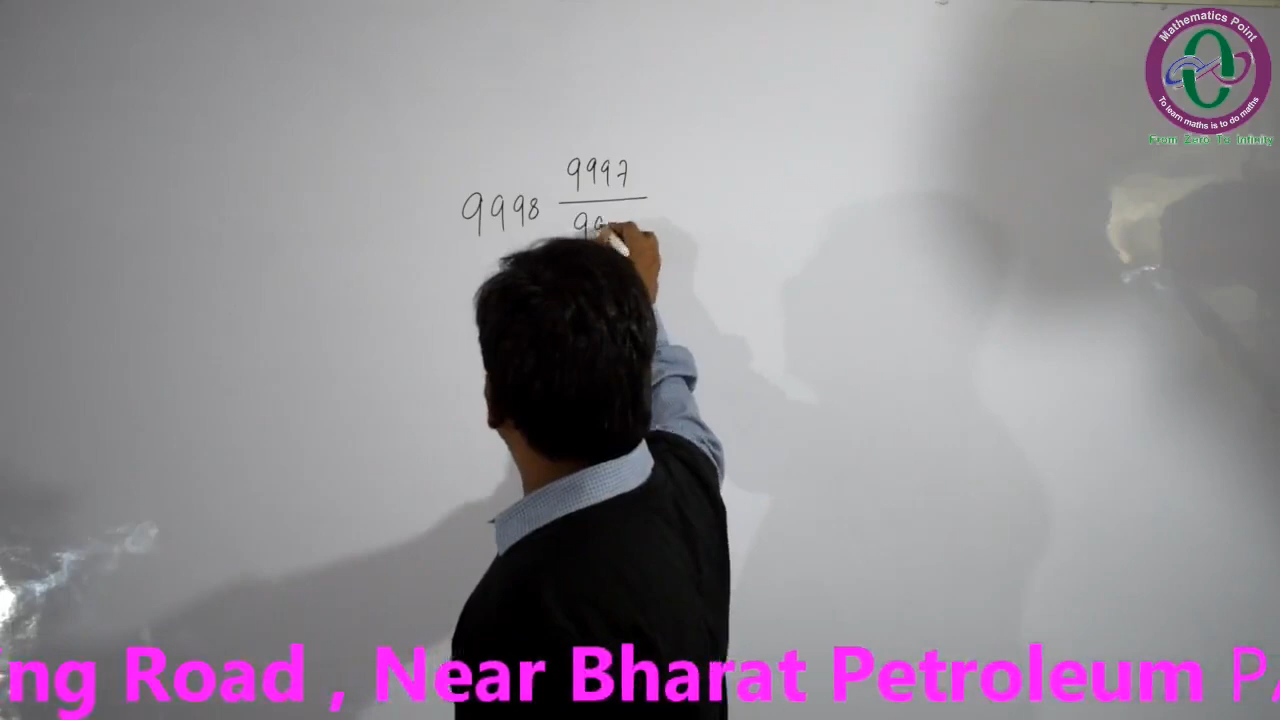 Mathematics Point
To learn maths is to do maths
From Zero To Infinity
9997
9998
ing Road , Near Bharat Petroleum